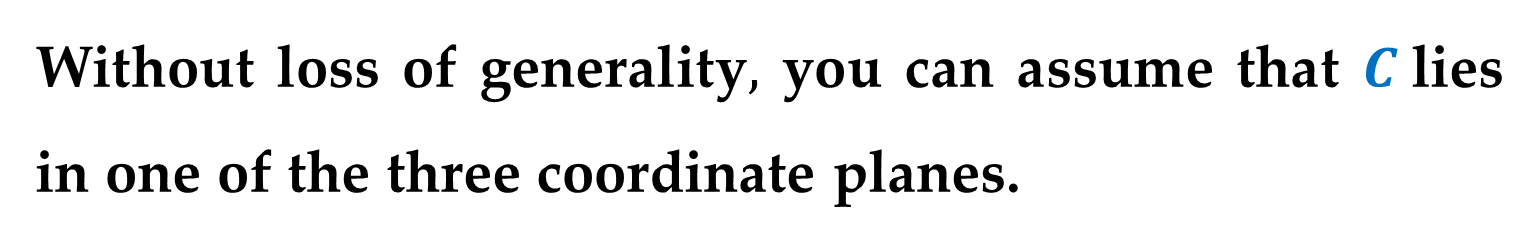 Without loss of generality, you can assume that C lies
in one of the three coordinate planes.